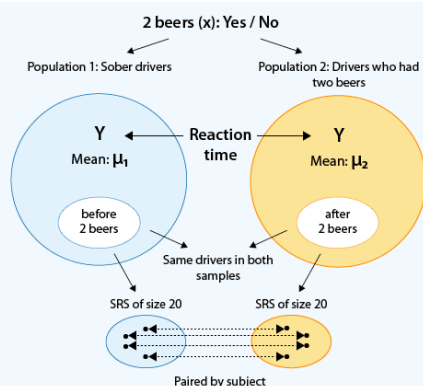 2 beers (x): Yes / No
Population 1: Sober drivers
Population 2: Drivers who had
two beers
Y
Reaction
time
Y
Mean: μ₁
Mean: μ₂
before
2 beers
after
2 beers
Same drivers in both
samples
SRS of size 20
SRS of size 20
Paired by subject